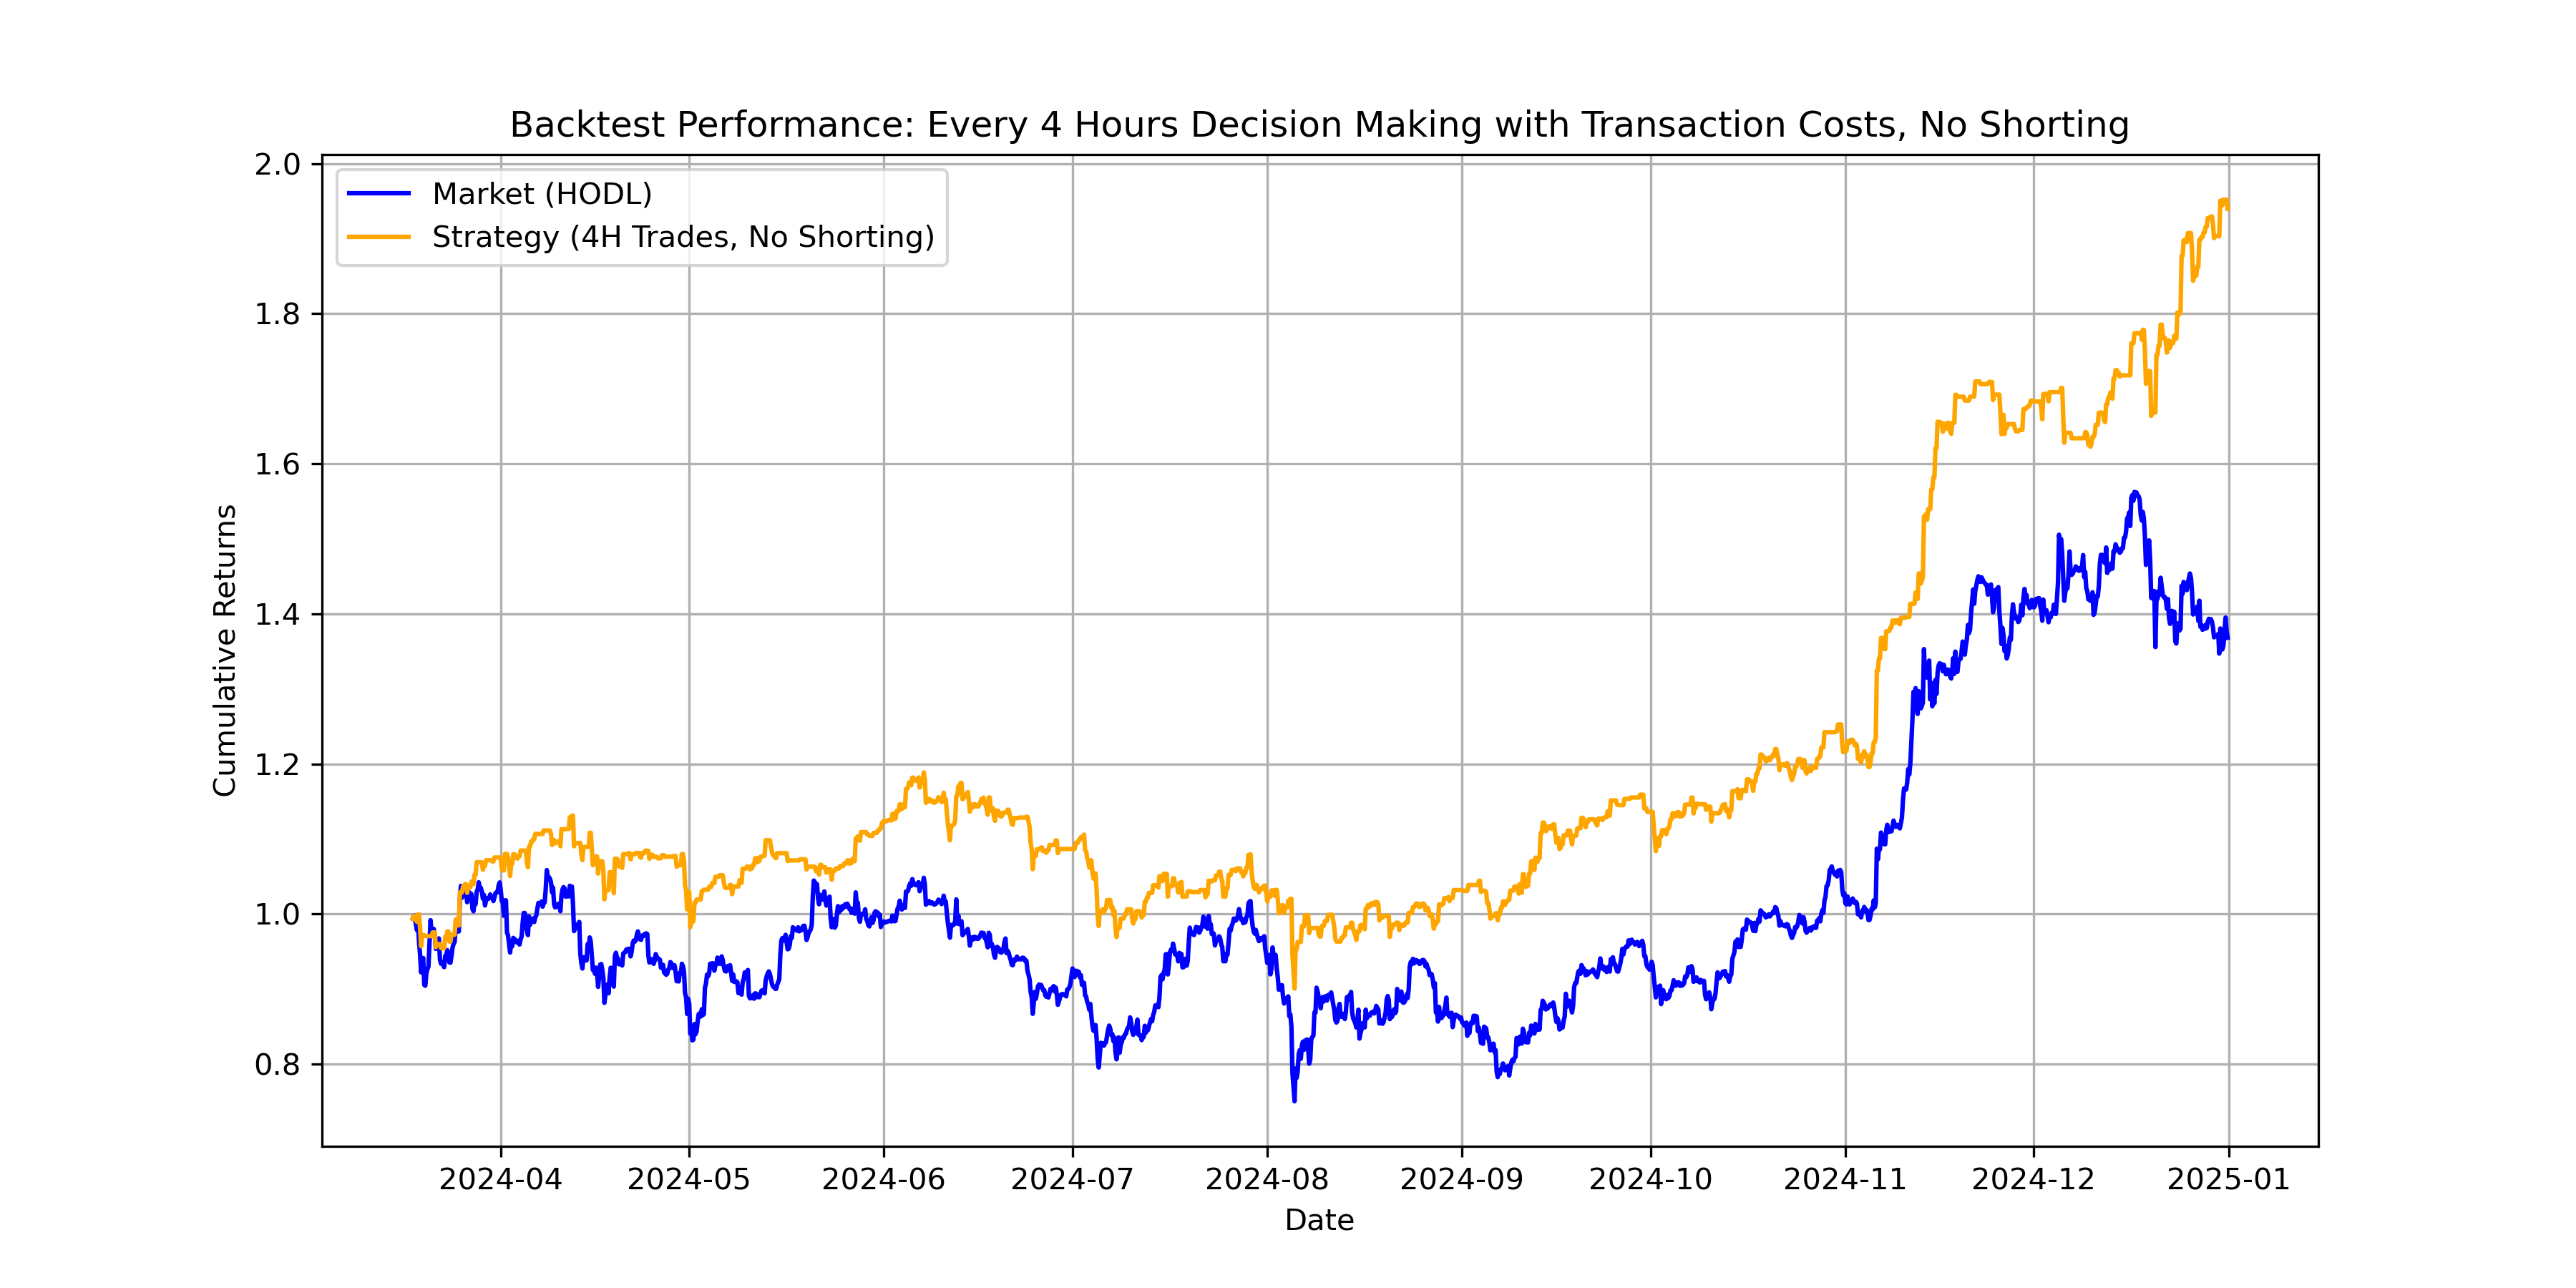 Backtest Performance: Every 4 Hours Decision Making with Transaction Costs, No Shorting
Market (HODL)
Strategy (4H Trades, No Shorting)
Cumulative Returns
2.0
1.8
1.6
1.4
1.2
1.0
0.8
2024-04 2024-05 2024-06 2024-07 2024-08 2024-09 2024-10 2024-11 2024-12 2025-01
Date